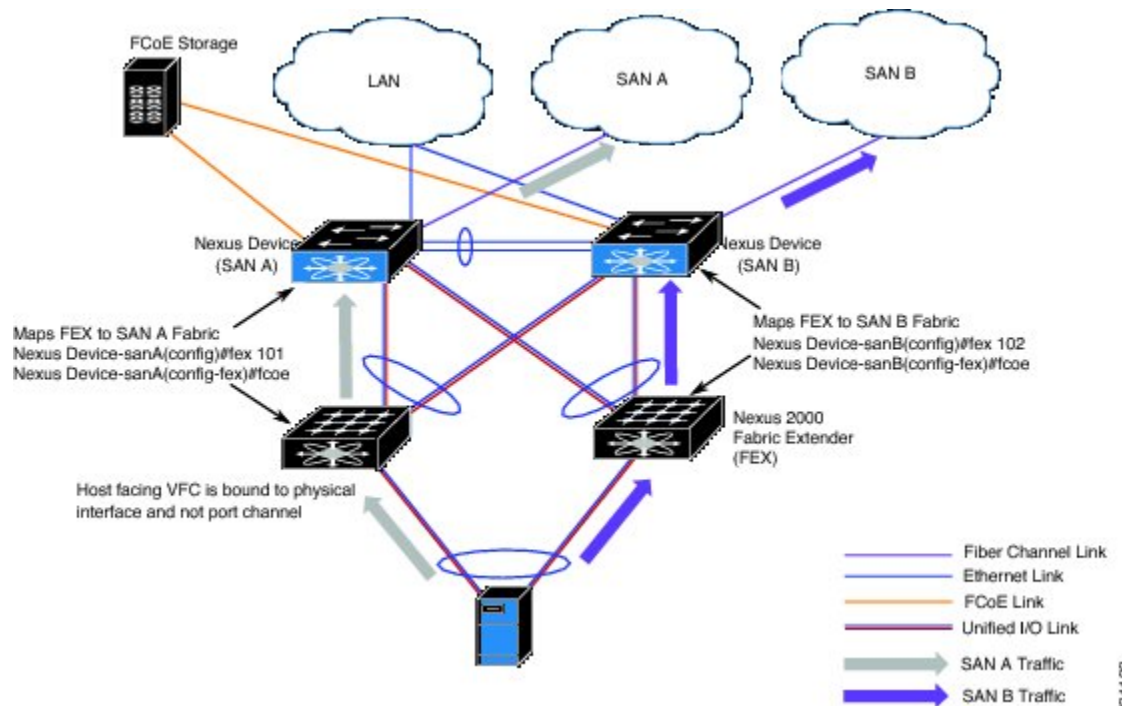 FCoE Storage
LAN
SAN A
SAN B
Nexus Device
(SAN A)
Nexus Device
(SAN B)
Maps FEX to SAN A Fabric
Nexus Device-sanA(config)#fex 101
Nexus Device-sanA(config-fex)#fcoe
Maps FEX to SAN B Fabric
Nexus Device-sanB(config)#fex 102
Nexus Device-sanB(config-fex)#fcoe
Nexus 2000
Fabric Extender
(FEX)
Host facing VFC is bound to physical
interface and not port channel
Fiber Channel Link
Ethernet Link
FCoE Link
Unified I/O Link
SAN A Traffic
SAN B Traffic